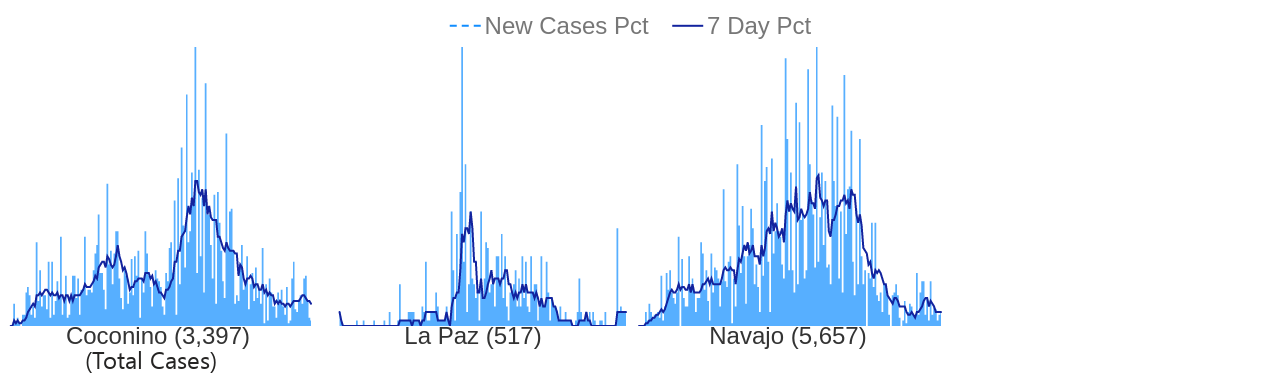 New Cases Pct 7 Day Pct
Coconino (3,397) La Paz (517) Navajo (5,657)
(Total Cases)